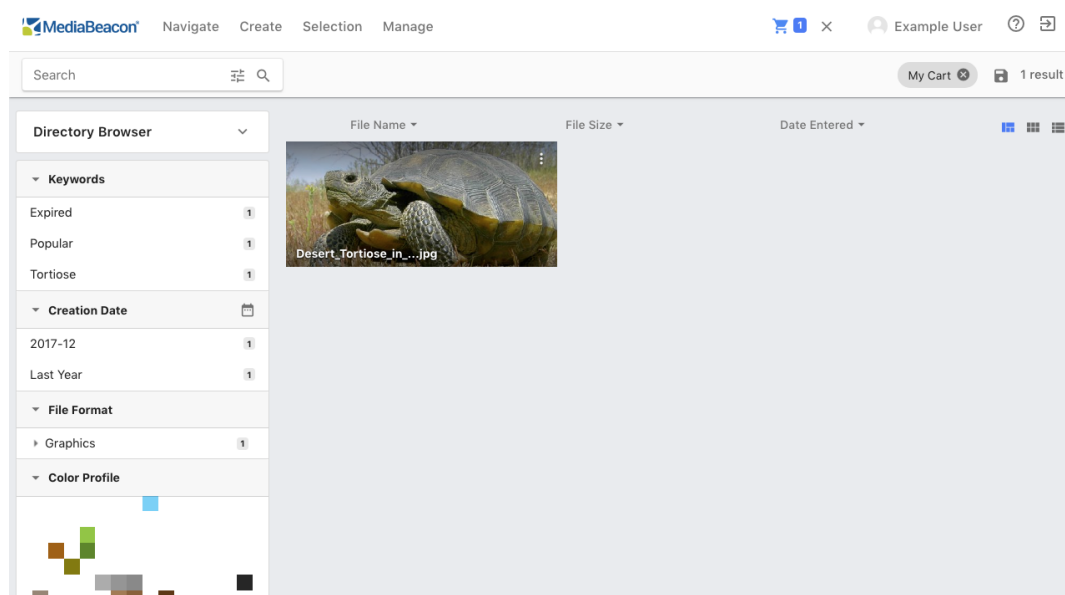 MediaBeacon® Navigate Create Selection Manage 1 Example User
Search My Cart 1 result
Directory Browser
File Name File Size Date Entered
Keywords
Expired 1
Popular 1
Tortiose 1
Desert_Tortiose_in_...jpg
Creation Date
2017-12 1
Last Year 1
File Format
Graphics 1
Color Profile